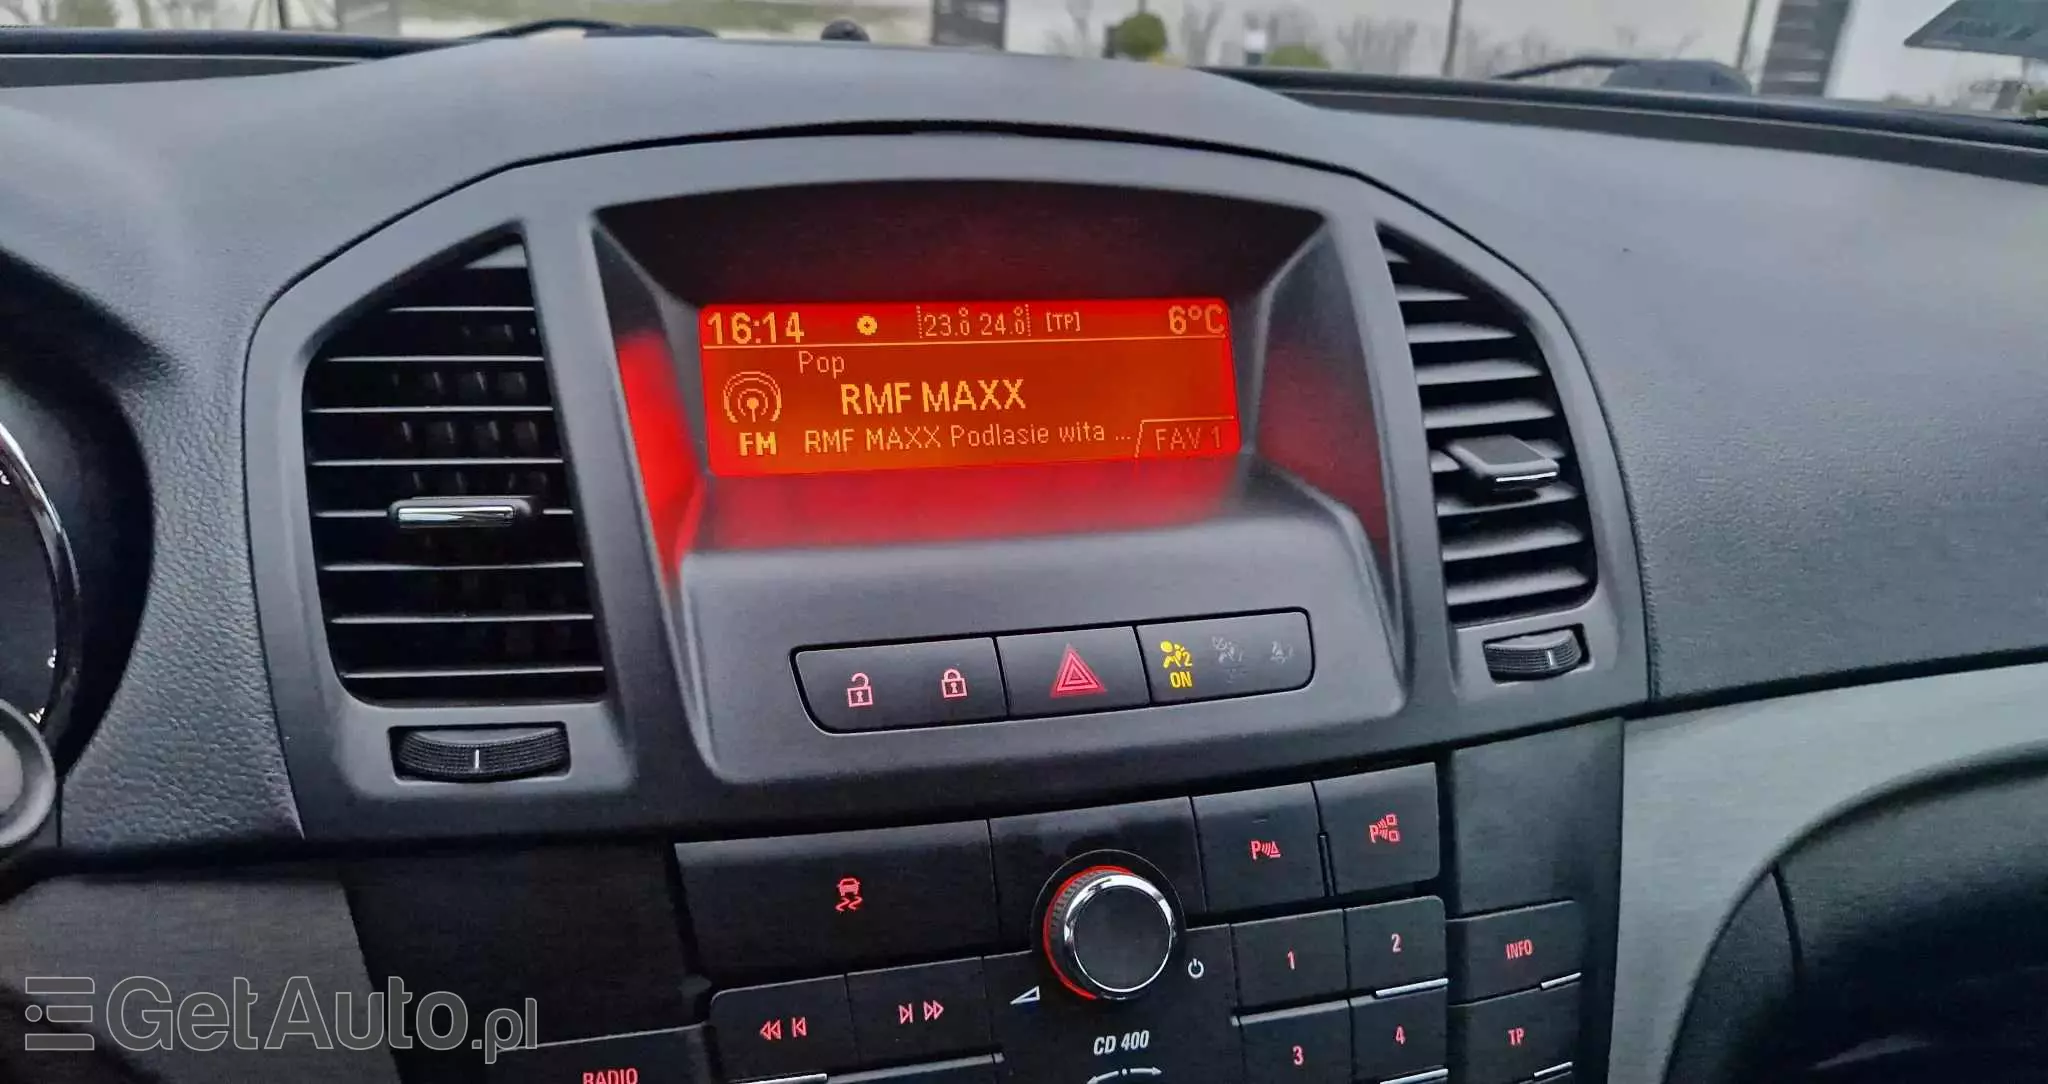 16:14 23.0 24.0 [TP] 6°C
Pop
RMF MAXX
FM RMF MAXX Podlasie wita ... FAV 1
2
ON
P P
1 2 INFO
CD 400
3 4 TP
RADIO
GetAuto.pl